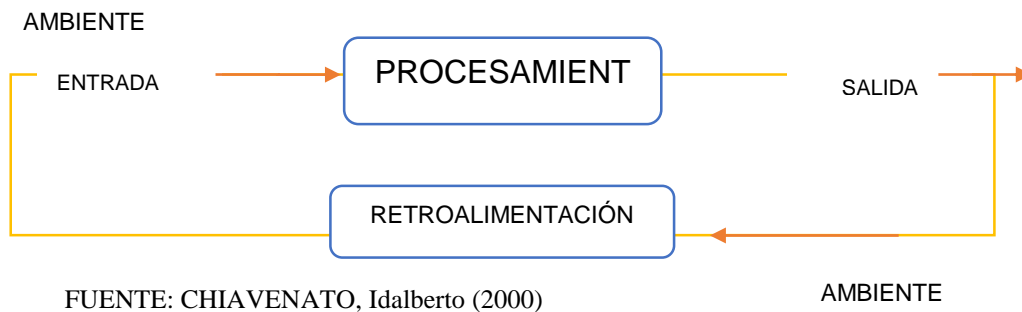 AMBIENTE
ENTRADA
PROCESAMIENT
SALIDA
RETROALIMENTACIÓN
FUENTE: CHIAVENATO, Idalberto (2000)
AMBIENTE